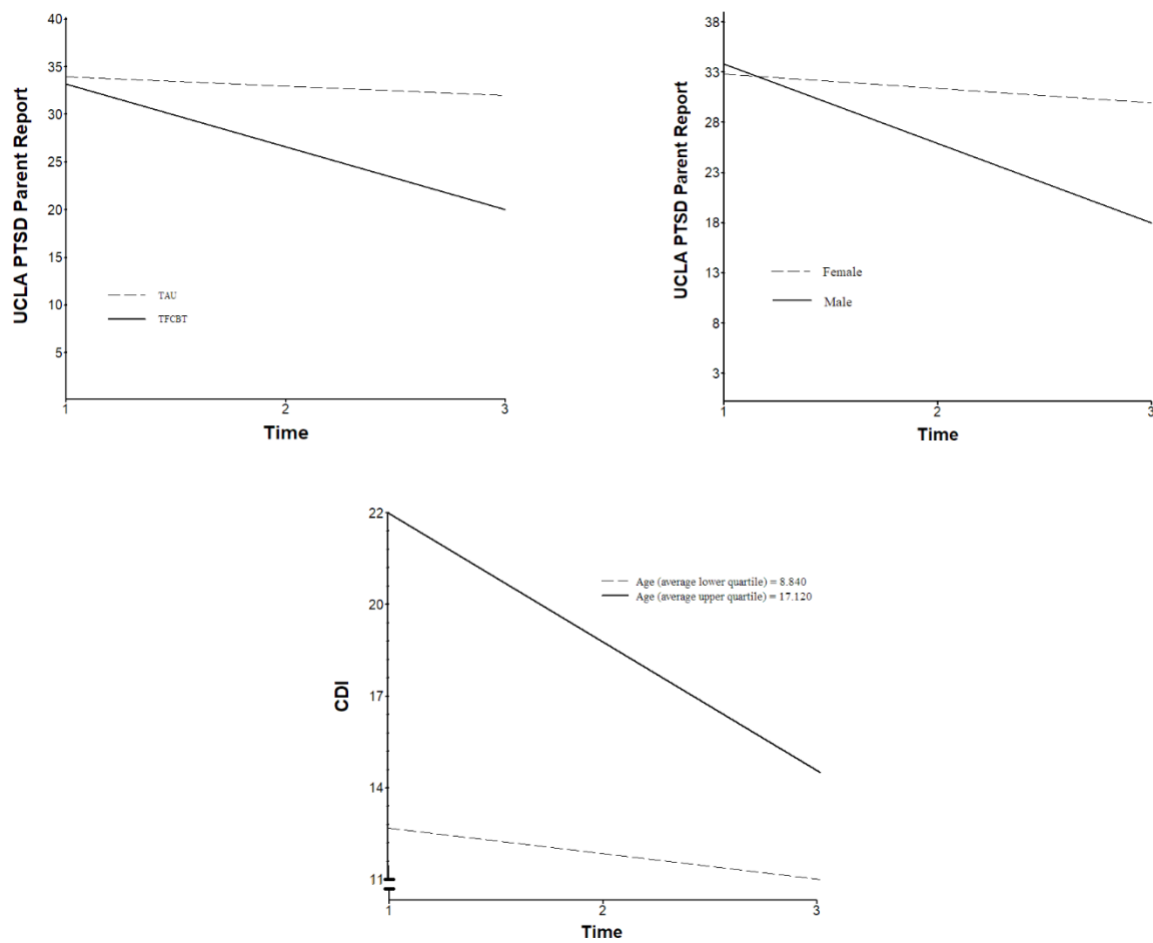 40
35
30
25
20
15
10
5
UCLA PTSD Parent Report
TAU
TFCBT
1
2
3
Time
38
33
28
23
18
13
8
3
UCLA PTSD Parent Report
Female
Male
1
2
3
Time
22
20
17
14
11
CDI
Age (average lower quartile) = 8.840
Age (average upper quartile) = 17.120
1
2
3
Time